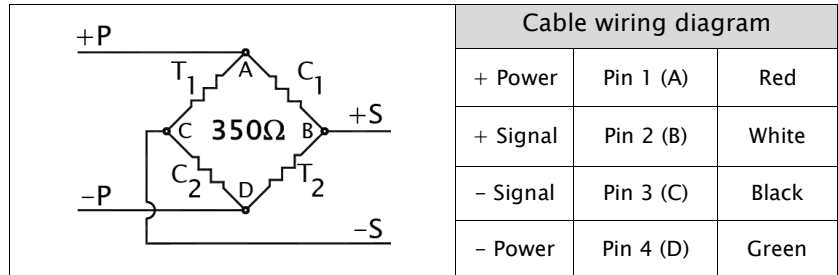 +P
T1 A C1
C 350Ω B +S
C2 D T2
−P
−S
Cable wiring diagram
+ Power Pin 1 (A) Red
+ Signal Pin 2 (B) White
− Signal Pin 3 (C) Black
− Power Pin 4 (D) Green